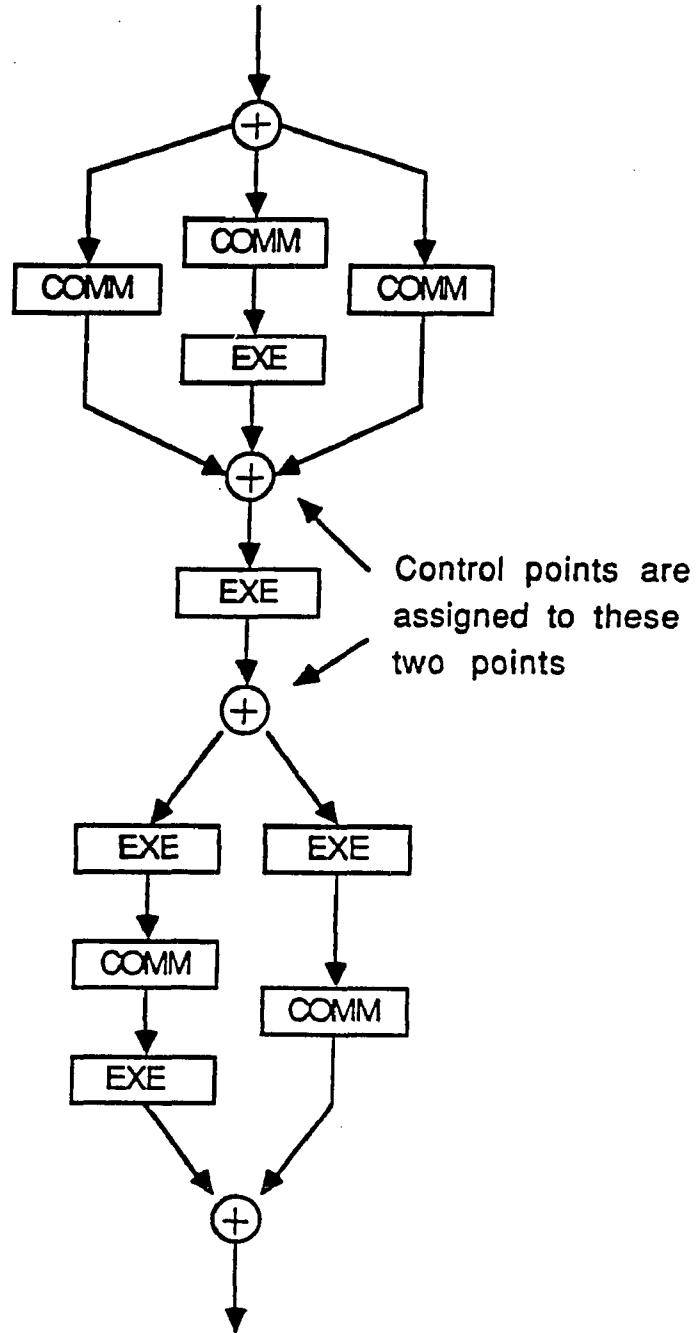 +
COMM
COMM
COMM
EXE
+
EXE
Control points are
assigned to these
two points
+
EXE
EXE
COMM
COMM
EXE
+